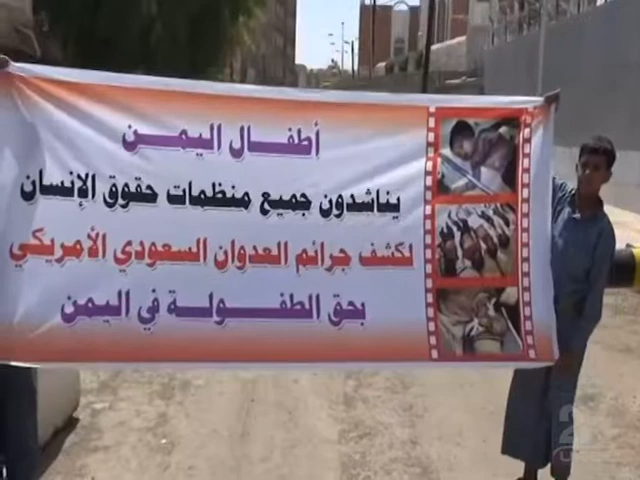 أطفال اليمن
يناشدون جميع منظمات حقوق الإنسان
لكشف جرائم العدوان السعودي الأمريكي
بحق الطفولة في اليمن